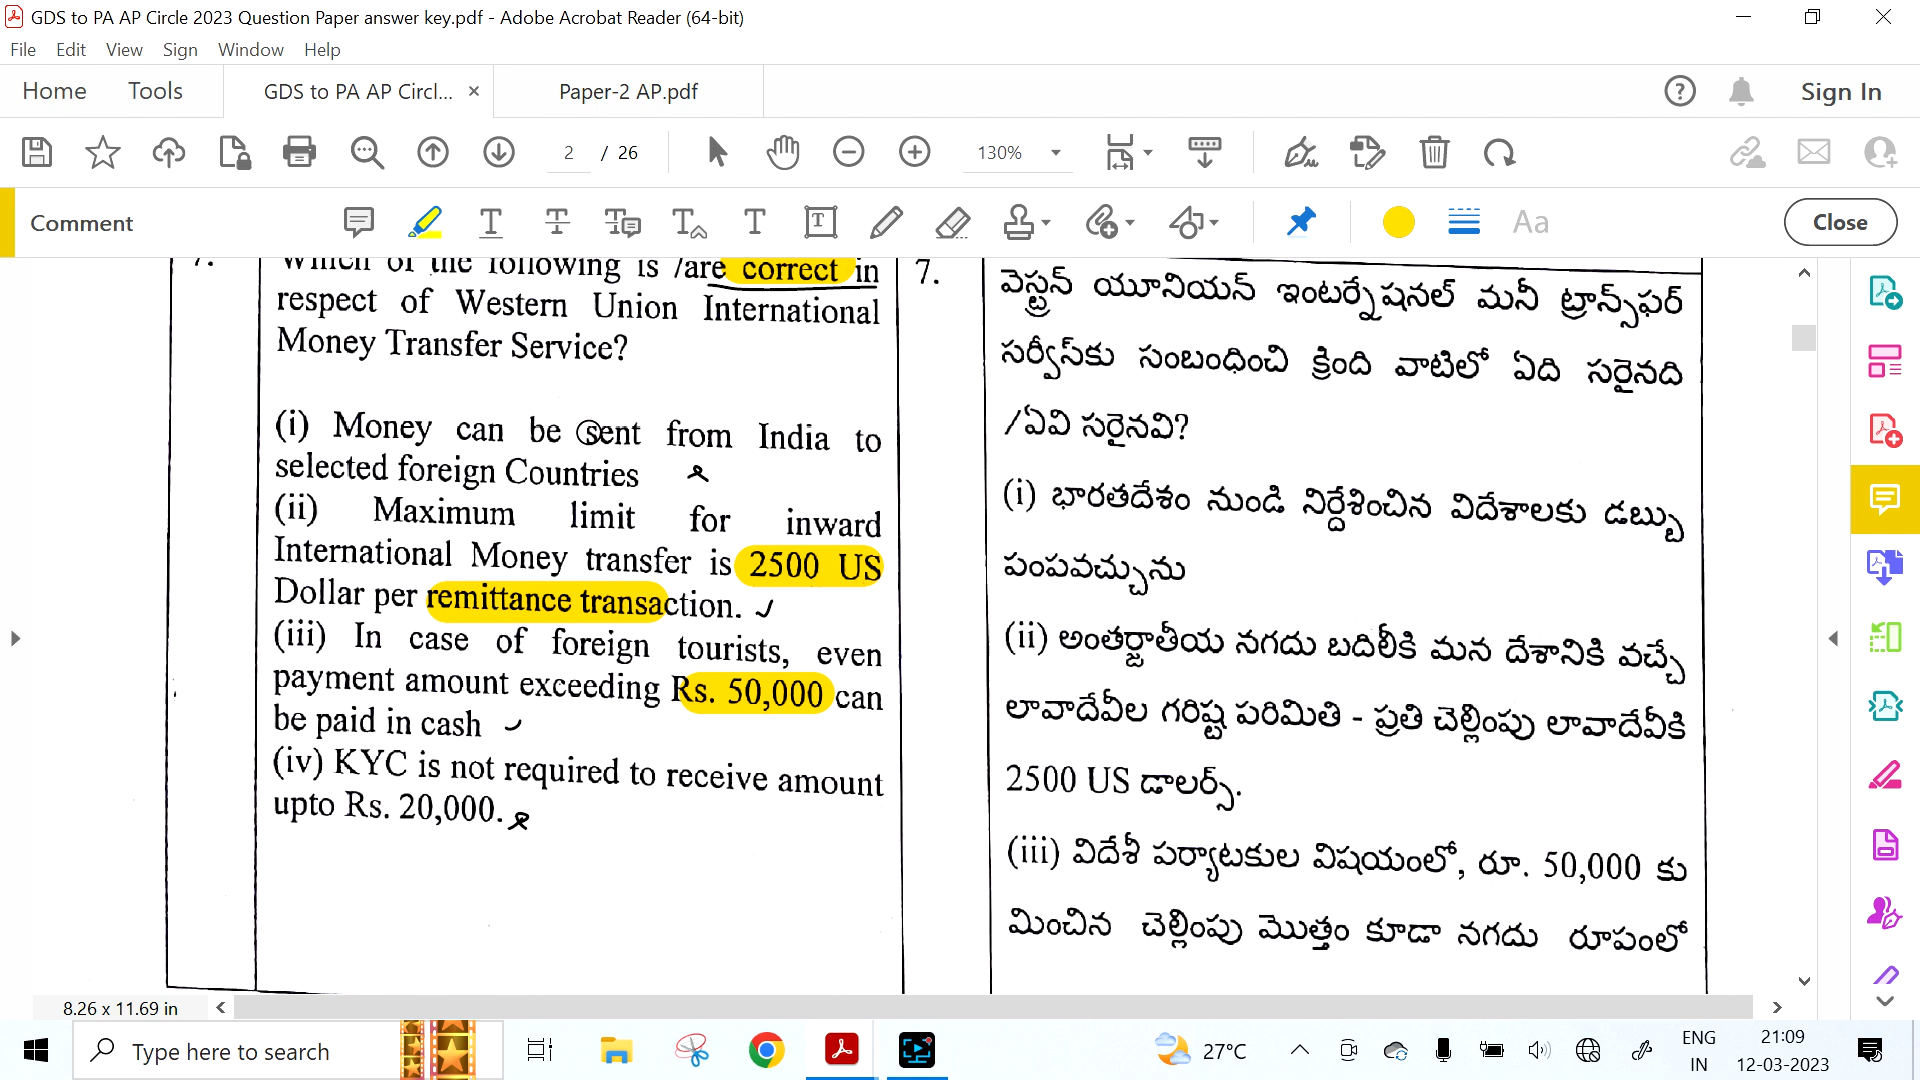 GDS to PA AP Circle 2023 Question Paper answer key.pdf - Adobe Acrobat Reader (64-bit)
File Edit View Sign Window Help
Home Tools GDS to PA AP Circl... × Paper-2 AP.pdf Sign In
2 / 26 130%
Comment Close
7. Which of the following is /are correct in
respect of Western Union International
Money Transfer Service?
(i) Money can be sent from India to
selected foreign Countries
(ii) Maximum limit for inward
International Money transfer is 2500 US
Dollar per remittance transaction.
(iii) In case of foreign tourists, even
payment amount exceeding Rs. 50,000 can
be paid in cash
(iv) KYC is not required to receive amount
upto Rs. 20,000.
7. వెస్ట్రన్ యూనియన్ ఇంటర్నేషనల్ మనీ ట్రాన్స్‌ఫర్
సర్వీస్‌కు సంబంధించి క్రింది వాటిలో ఏది సరైనది
/ఏవి సరైనవి?
(i) భారతదేశం నుండి నిర్దేశించిన విదేశాలకు డబ్బు
పంపవచ్చును
(ii) అంతర్జాతీయ నగదు బదిలీకి మన దేశానికి వచ్చే
లావాదేవీల గరిష్ట పరిమితి - ప్రతి చెల్లింపు లావాదేవీకి
2500 US డాలర్స్.
(iii) విదేశీ పర్యాటకుల విషయంలో, రూ. 50,000 కు
మించిన చెల్లింపు మొత్తం కూడా నగదు రూపంలో
8.26 x 11.69 in
Type here to search
27°C
ENG
IN
21:09
12-03-2023